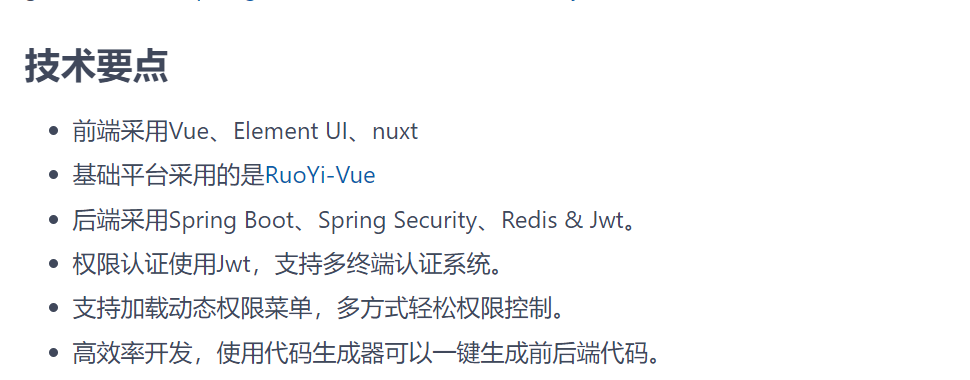 技术要点
前端采用Vue、Element UI、nuxt
基础平台采用的是RuoYi-Vue
后端采用Spring Boot、Spring Security、Redis & Jwt。
权限认证使用Jwt，支持多终端认证系统。
支持加载动态权限菜单，多方式轻松权限控制。
高效率开发，使用代码生成器可以一键生成前后端代码。